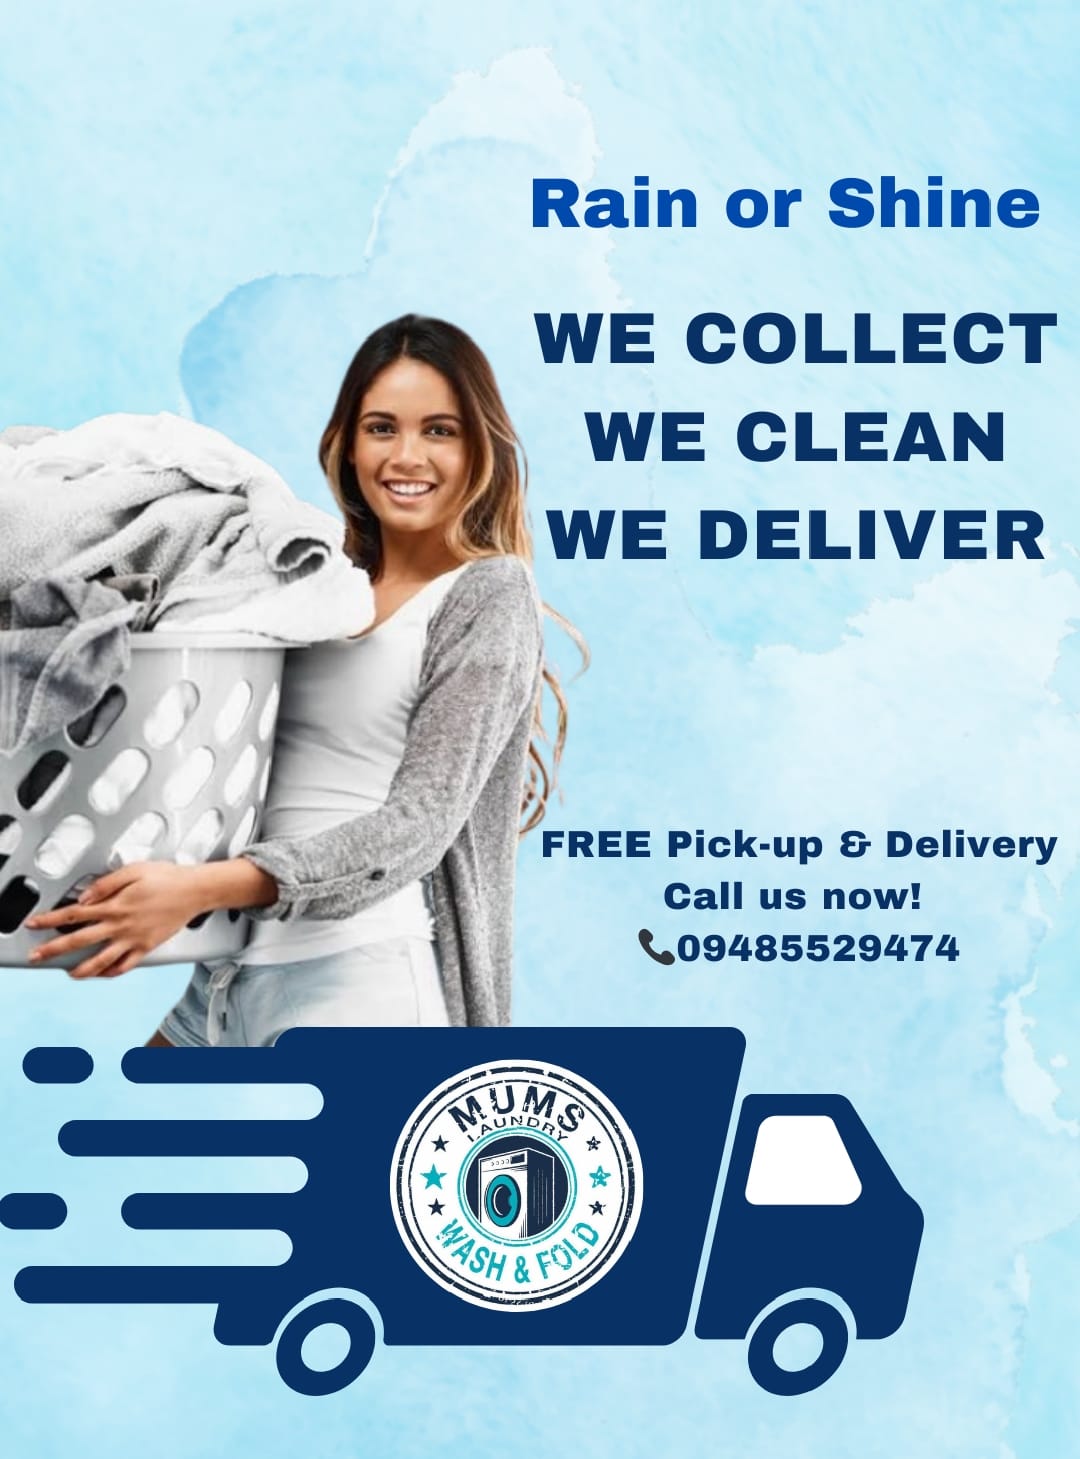 Rain or Shine
WE COLLECT
WE CLEAN
WE DELIVER
FREE Pick-up & Delivery
Call us now!
📞09485529474
MUMS
LAUNDRY
WASH & FOLD